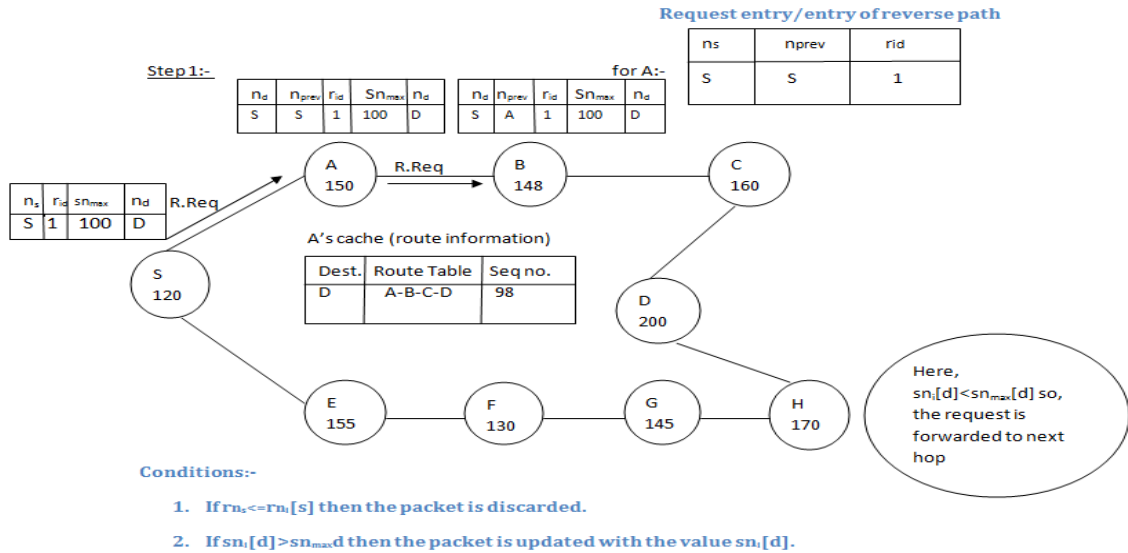 Request entry/entry of reverse path
ns nprev rid
S S 1
Step 1:-
nd nprev rid Snmax nd
S S 1 100 D
for A:-
nd nprev rid Snmax nd
S A 1 100 D
A
150
R.Req
B
148
C
160
ns rid snmax nd
S 1 100 D
R.Req
A's cache (route information)
Dest. Route Table Seq no.
D A-B-C-D 98
S
120
D
200
E
155
F
130
G
145
H
170
Here,
sni[d]<snmax[d] so,
the request is
forwarded to next
hop
Conditions:-
1. If rns<=rni[s] then the packet is discarded.
2. If sni[d]>snmaxd then the packet is updated with the value sni[d].